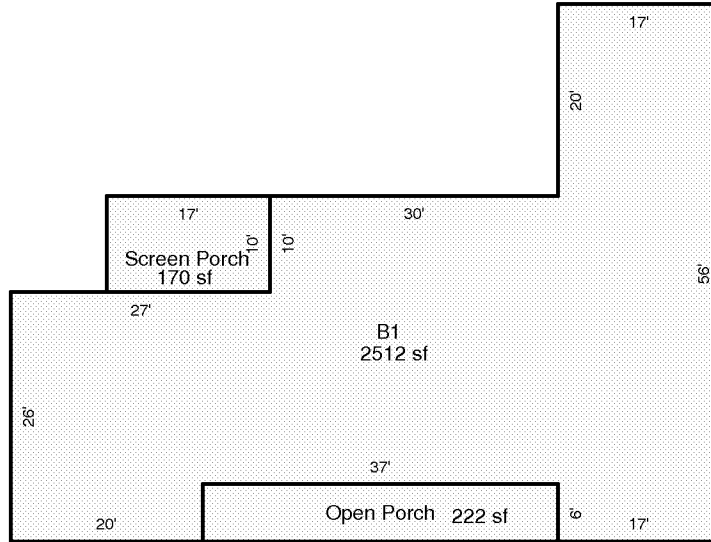 17'
20'
17'
30'
10'
10'
Screen Porch
170 sf
56'
27'
B1
2512 sf
26'
37'
Open Porch 222 sf
6'
20'
17'